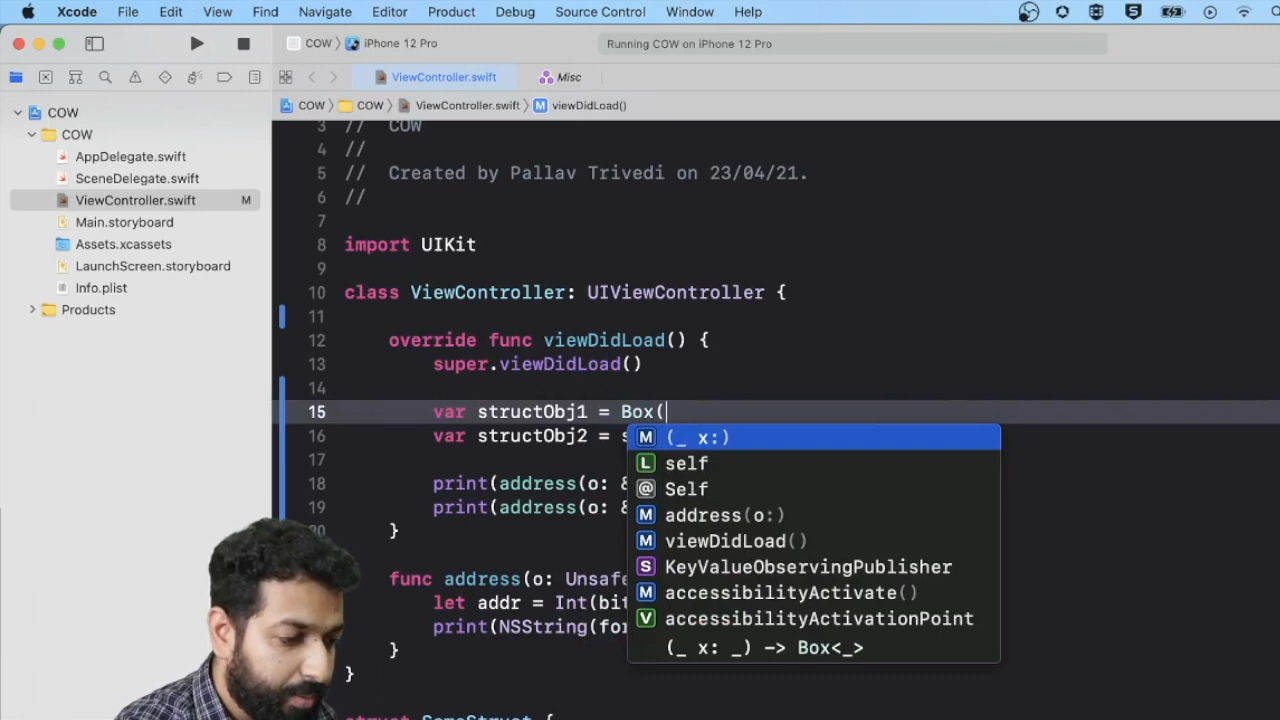 Xcode File Edit View Find Navigate Editor Product Debug Source Control Window Help
COW 〉 iPhone 12 Pro
Running COW on iPhone 12 Pro
ViewController.swift
Misc
COW 〉 COW 〉 ViewController.swift 〉 M viewDidLoad()
COW
COW
AppDelegate.swift
SceneDelegate.swift
ViewController.swift M
Main.storyboard
Assets.xcassets
LaunchScreen.storyboard
Info.plist
Products
3 // COW
4 //
5 // Created by Pallav Trivedi on 23/04/21.
6 //
7
8 import UIKit
9
10 class ViewController: UIViewController {
11
12 override func viewDidLoad() {
13 super.viewDidLoad()
14
15 var structObj1 = Box(
16 var structObj2 = s
17
18 print(address(o: &
19 print(address(o: &
20 }
func address(o: Unsafe
let addr = Int(bit
print(NSString(for
}
}
struct SomeStruct {
M (_ x:)
L self
@ Self
M address(o:)
M viewDidLoad()
S KeyValueObservingPublisher
M accessibilityActivate()
V accessibilityActivationPoint
(_ x: _) -> Box<_>